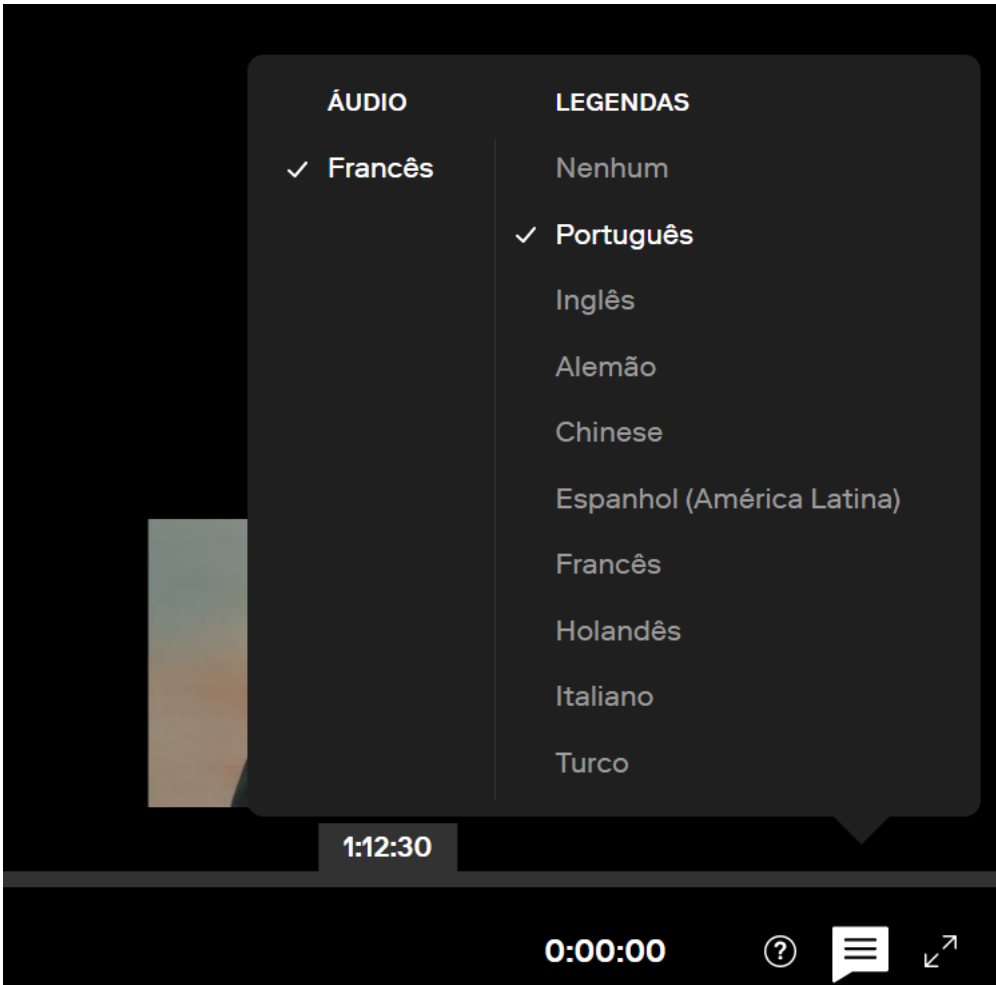 ÁUDIO
Francês
LEGENDAS
Nenhum
Português
Inglês
Alemão
Chinese
Espanhol (América Latina)
Francês
Holandês
Italiano
Turco
1:12:30
0:00:00
?